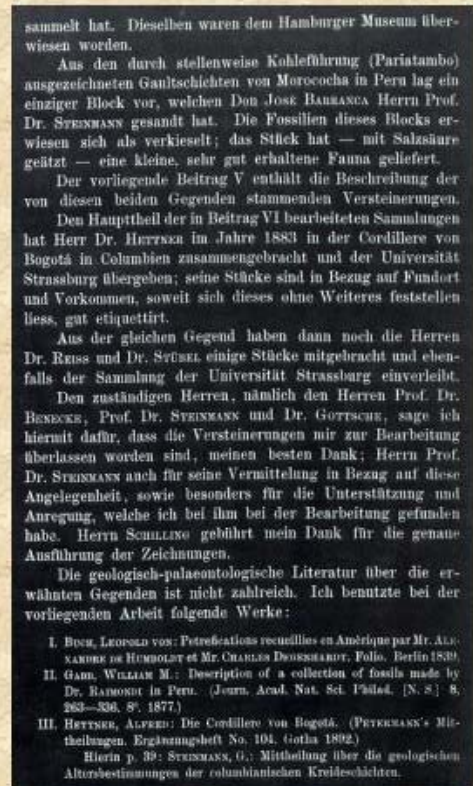 sammelt hat. Dieselben waren dem Hamburger Museum über-
wiesen worden.
Aus den durch stellenweise Kohleführung (Pariatambo)
ausgezeichneten Gaultschichten von Morococha in Peru lag ein
einziger Block vor, welchen Don José Barranca Herrn Prof.
Dr. Steinmann gesandt hat. Die Fossilien dieses Blocks er-
wiesen sich als verkieselt; das Stück hat — mit Salzsäure
geätzt — eine kleine, sehr gut erhaltene Fauna geliefert.
Der vorliegende Beitrag V enthält die Beschreibung der
von diesen beiden Gegenden stammenden Versteinerungen.
Den Haupttheil der in Beitrag VI bearbeiteten Sammlungen
hat Herr Dr. Hettner im Jahre 1883 in der Cordillere von
Bogotá in Columbien zusammengebracht und der Universität
Strassburg übergeben; seine Stücke sind in Bezug auf Fundort
und Vorkommen, soweit sich dieses ohne Weiteres feststellen
liess, gut etiquettirt.
Aus der gleichen Gegend haben dann noch die Herren
Dr. Reiss und Dr. Stübel einige Stücke mitgebracht und eben-
falls der Sammlung der Universität Strassburg einverleibt.
Den zuständigen Herren, nämlich den Herren Prof. Dr.
Benecke, Prof. Dr. Steinmann und Dr. Gottsche, sage ich
hiermit dafür, dass die Versteinerungen mir zur Bearbeitung
überlassen worden sind, meinen besten Dank; Herrn Prof.
Dr. Steinmann auch für seine Vermittelung in Bezug auf diese
Angelegenheit, sowie besonders für die Unterstützung und
Anregung, welche ich bei ihm bei der Bearbeitung gefunden
habe. Herrn Schilling gebührt mein Dank für die genaue
Ausführung der Zeichnungen.
Die geologisch-palaeontologische Literatur über die er-
wähnten Gegenden ist nicht zahlreich. Ich benutzte bei der
vorliegenden Arbeit folgende Werke:
I. Buch, Leopold von: Petrefications recueillies en Amérique par Mr. Ale-
xandre de Humboldt et Mr. Charles Degenhardt. Folio. Berlin 1839.
II. Gabb, William M.: Description of a collection of fossils made by
Dr. Raimondi in Peru. (Journ. Acad. Nat. Sci. Philad. [N. S.] 8,
263—336. 8°. 1877.)
III. Hettner, Alfred: Die Cordillere von Bogotá. (Petermann's Mit-
theilungen. Ergänzungsheft No. 104. Gotha 1892.)
Hierin p. 39: Steinmann, G.: Mittheilung über die geologischen
Altersbestimmungen der columbianischen Kreideschichten.